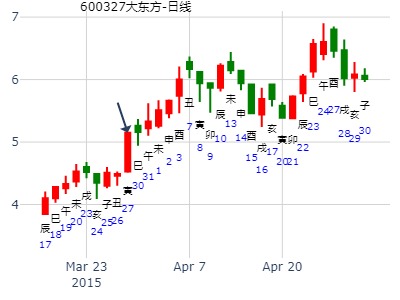 600327大东方-日线
7
6
5
4
辰
17
巳
18
午
19
未
20
戌
23
亥
24
子
25
丑
26
寅
27
巳
30
午
31
未
1
申
2
酉
3
丑
7
寅
8
卯
9
辰
10
未
13
申
14
酉
15
戌
16
亥
17
寅
20
卯
21
辰
22
巳
23
午
24
酉
27
戌
28
亥
29
子
30
Mar 23
2015
Apr 7
Apr 20